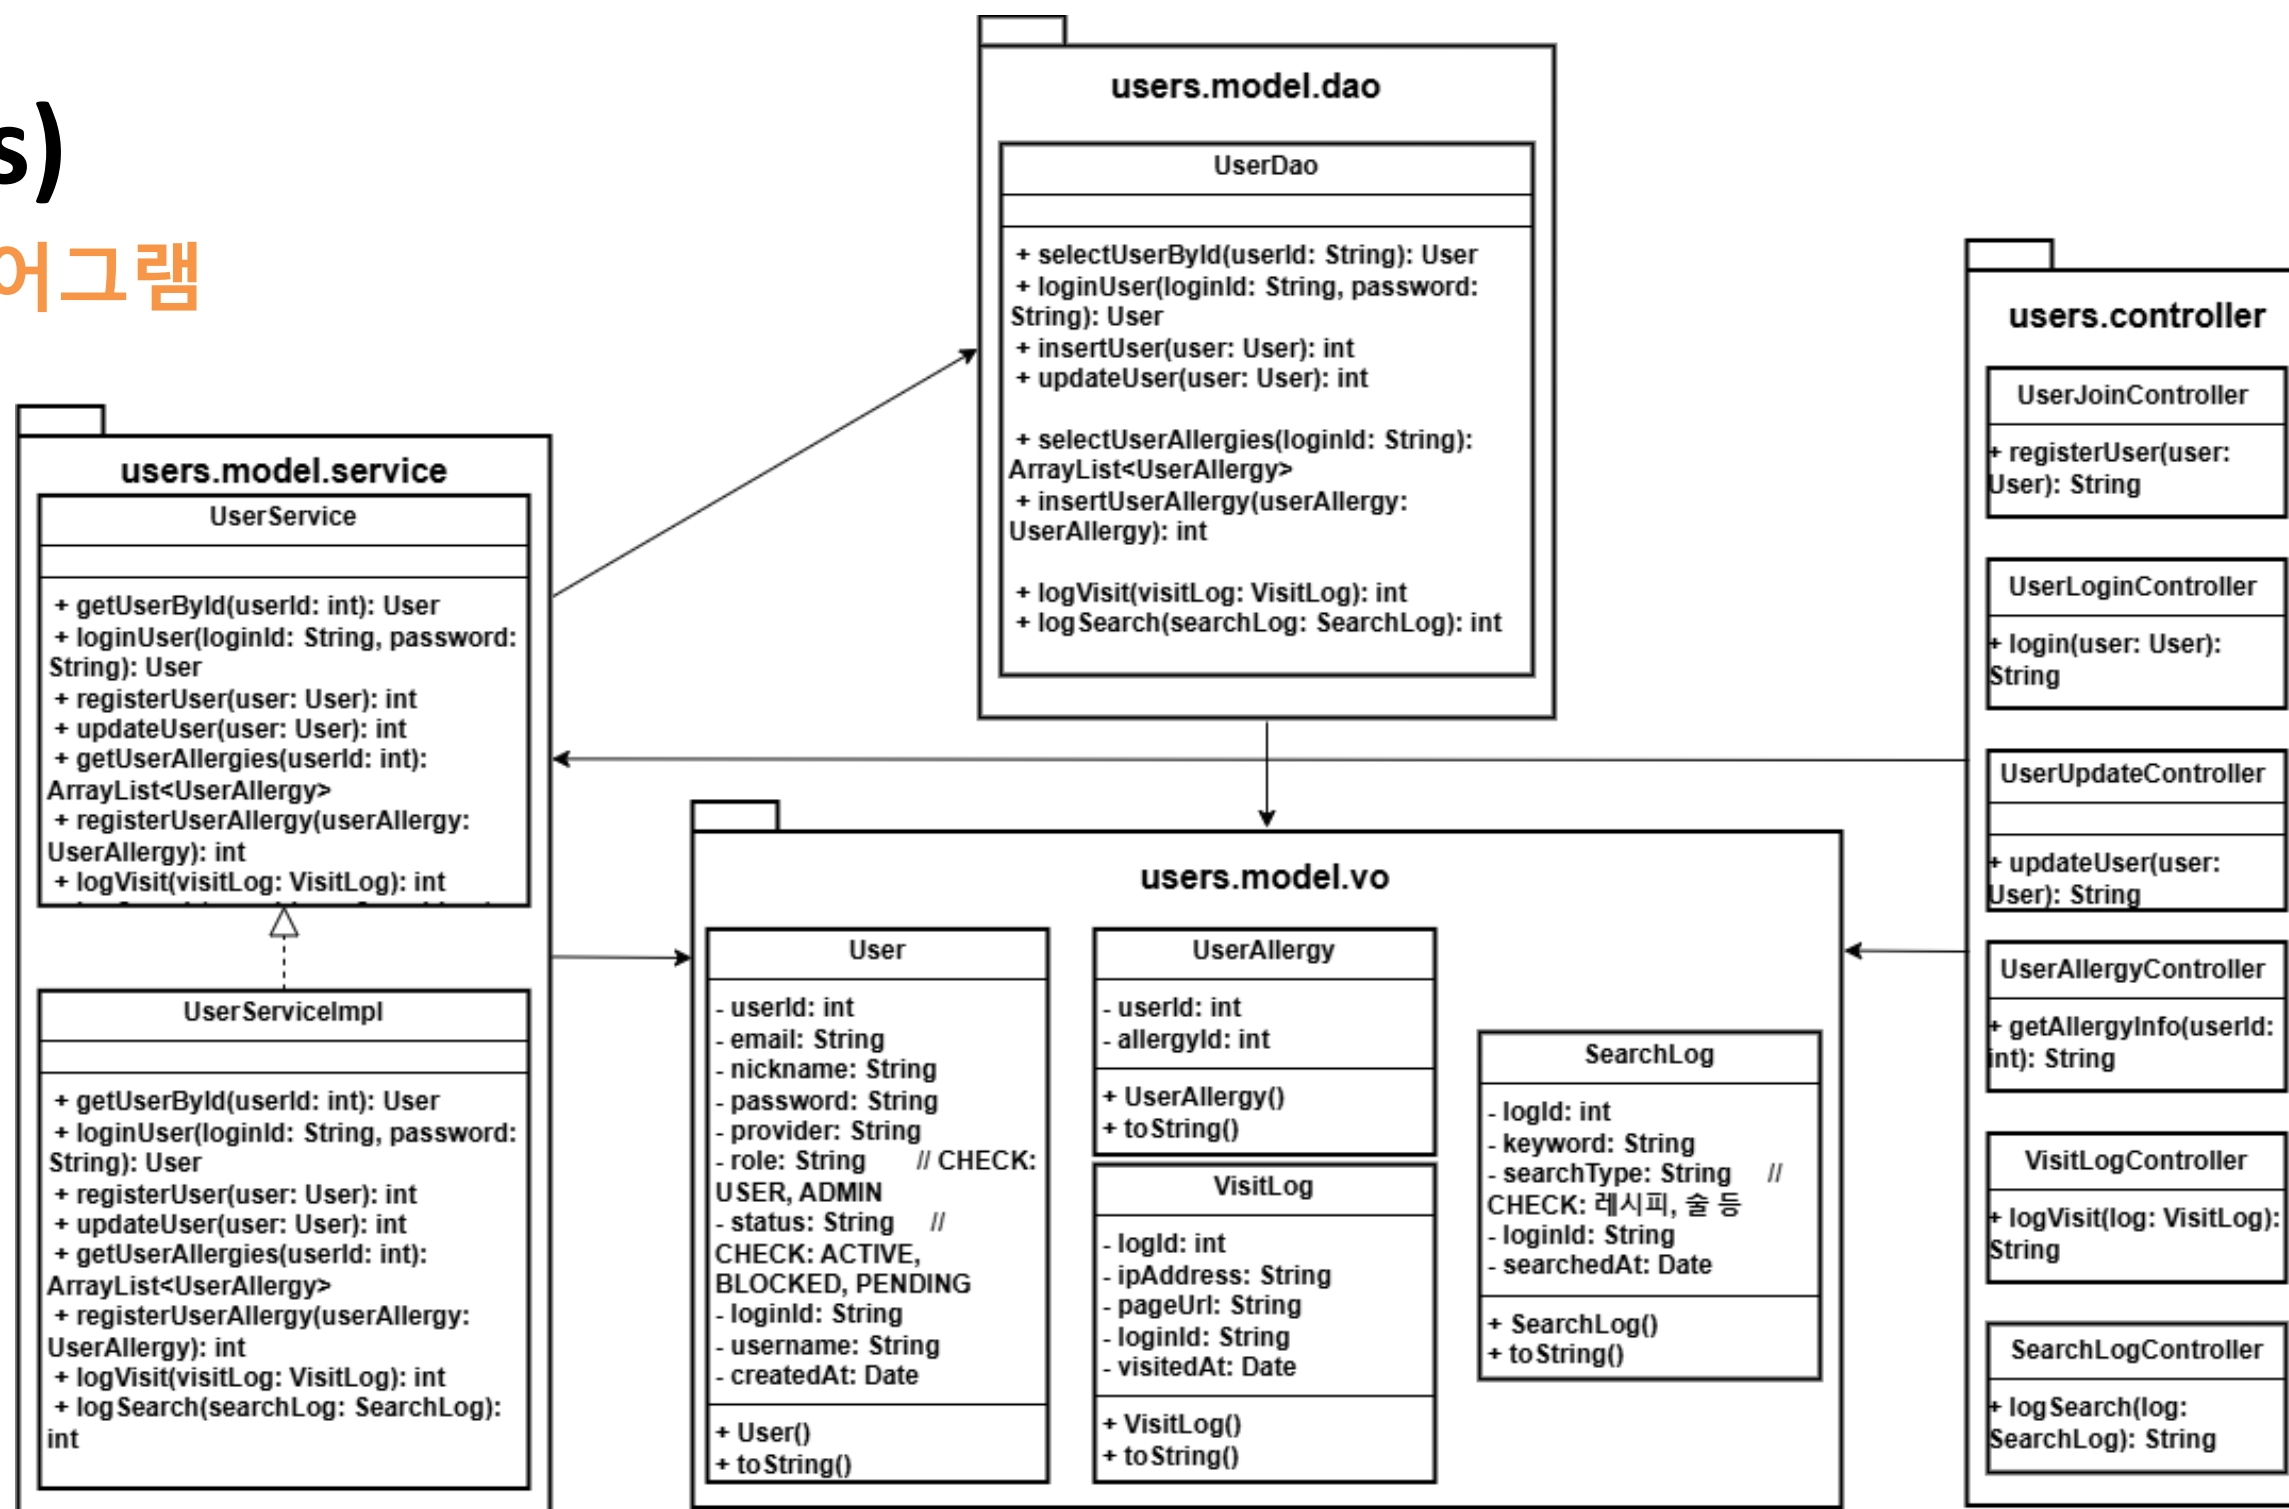 s)
어그램
users.model.dao
UserDao
+ selectUserById(userId: String): User
+ loginUser(loginId: String, password:
String): User
+ insertUser(user: User): int
+ updateUser(user: User): int
+ selectUserAllergies(loginId: String):
ArrayList<UserAllergy>
+ insertUserAllergy(userAllergy:
UserAllergy): int
+ logVisit(visitLog: VisitLog): int
+ logSearch(searchLog: SearchLog): int
users.model.service
UserService
+ getUserById(userId: int): User
+ loginUser(loginId: String, password:
String): User
+ registerUser(user: User): int
+ updateUser(user: User): int
+ getUserAllergies(userId: int):
ArrayList<UserAllergy>
+ registerUserAllergy(userAllergy:
UserAllergy): int
+ logVisit(visitLog: VisitLog): int
UserServiceImpl
+ getUserById(userId: int): User
+ loginUser(loginId: String, password:
String): User
+ registerUser(user: User): int
+ updateUser(user: User): int
+ getUserAllergies(userId: int):
ArrayList<UserAllergy>
+ registerUserAllergy(userAllergy:
UserAllergy): int
+ logVisit(visitLog: VisitLog): int
+ logSearch(searchLog: SearchLog):
int
users.model.vo
User
- userId: int
- email: String
- nickname: String
- password: String
- provider: String
- role: String // CHECK:
USER, ADMIN
- status: String //
CHECK: ACTIVE,
BLOCKED, PENDING
- loginId: String
- username: String
- createdAt: Date
+ User()
+ toString()
UserAllergy
- userId: int
- allergyId: int
+ UserAllergy()
+ toString()
VisitLog
- logId: int
- ipAddress: String
- pageUrl: String
- loginId: String
- visitedAt: Date
+ VisitLog()
+ toString()
SearchLog
- logId: int
- keyword: String
- searchType: String //
CHECK: 레시피, 술 등
- loginId: String
- searchedAt: Date
+ SearchLog()
+ toString()
users.controller
UserJoinController
+ registerUser(user:
User): String
UserLoginController
+ login(user: User):
String
UserUpdateController
+ updateUser(user:
User): String
UserAllergyController
+ getAllergyInfo(userId:
int): String
VisitLogController
+ logVisit(log: VisitLog):
String
SearchLogController
+ logSearch(log:
SearchLog): String